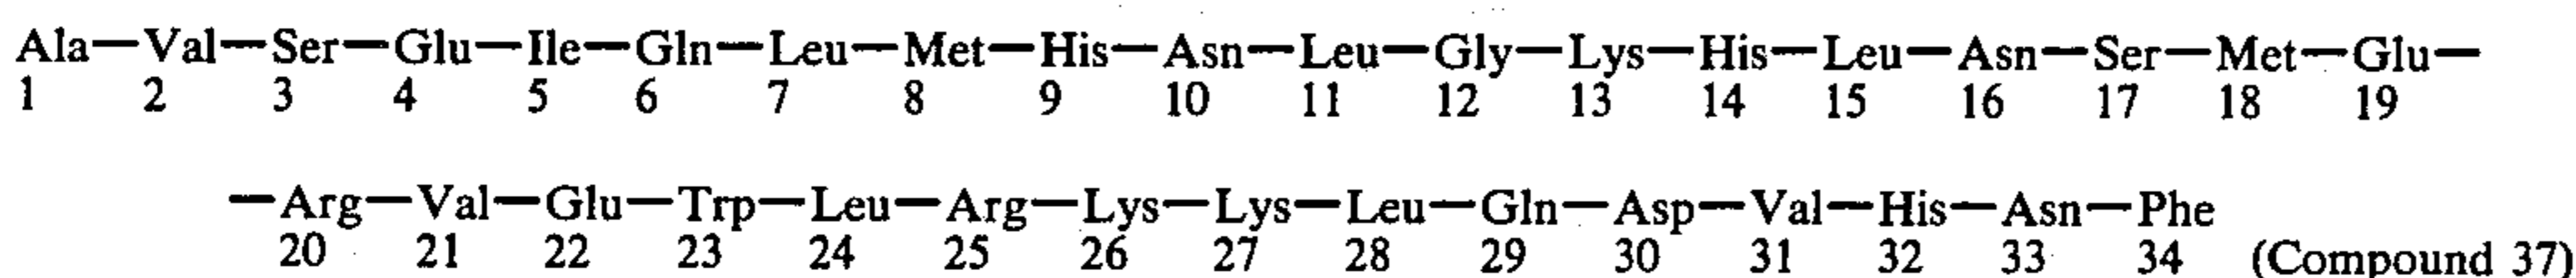 Ala—Val—Ser—Glu—Ile—Gln—Leu—Met—His—Asn—Leu—Gly—Lys—His—Leu—Asn—Ser—Met—Glu—
1 2 3 4 5 6 7 8 9 10 11 12 13 14 15 16 17 18 19
—Arg—Val—Glu—Trp—Leu—Arg—Lys—Lys—Leu—Gln—Asp—Val—His—Asn—Phe
20 21 22 23 24 25 26 27 28 29 30 31 32 33 34 (Compound 37)